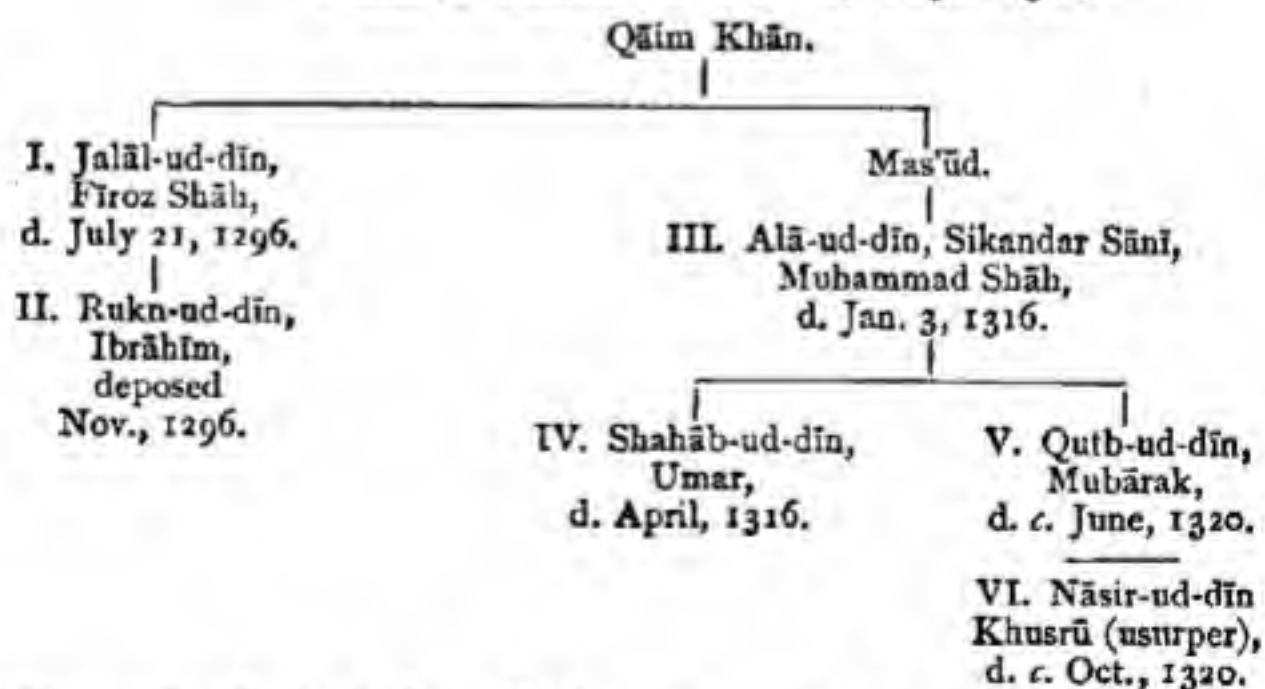 Qāim Khān.
I. Jalāl-ud-dīn,
Fīroz Shāh,
d. July 21, 1296.
II. Rukn-ud-dīn,
Ibrāhīm,
deposed
Nov., 1296.
Mas'ūd.
III. Alā-ud-dīn, Sikandar Sānī,
Muhammad Shāh,
d. Jan. 3, 1316.
IV. Shahāb-ud-dīn,
Umar,
d. April, 1316.
V. Qutb-ud-dīn,
Mubārak,
d. c. June, 1320.
VI. Nāsir-ud-dīn
Khusrū (usurper),
d. c. Oct., 1320.